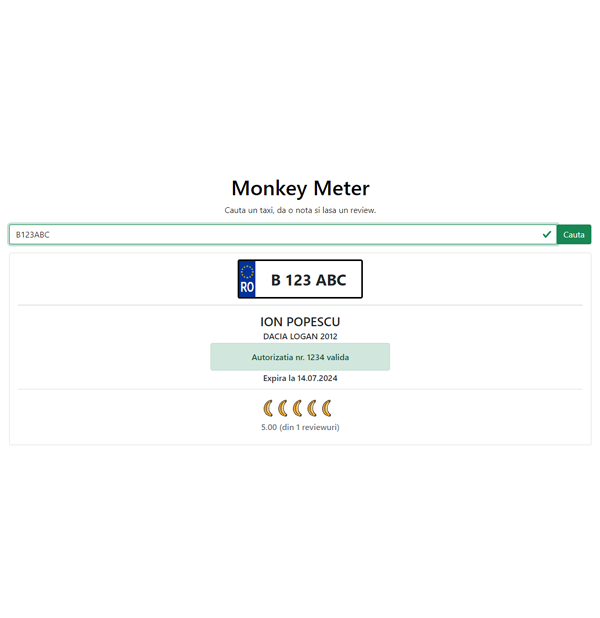 Monkey Meter
Cauta un taxi, da o nota si lasa un review.
B123ABC
Cauta
RO
B 123 ABC
ION POPESCU
DACIA LOGAN 2012
Autorizatia nr. 1234 valida
Expira la 14.07.2024
5.00 (din 1 reviewuri)